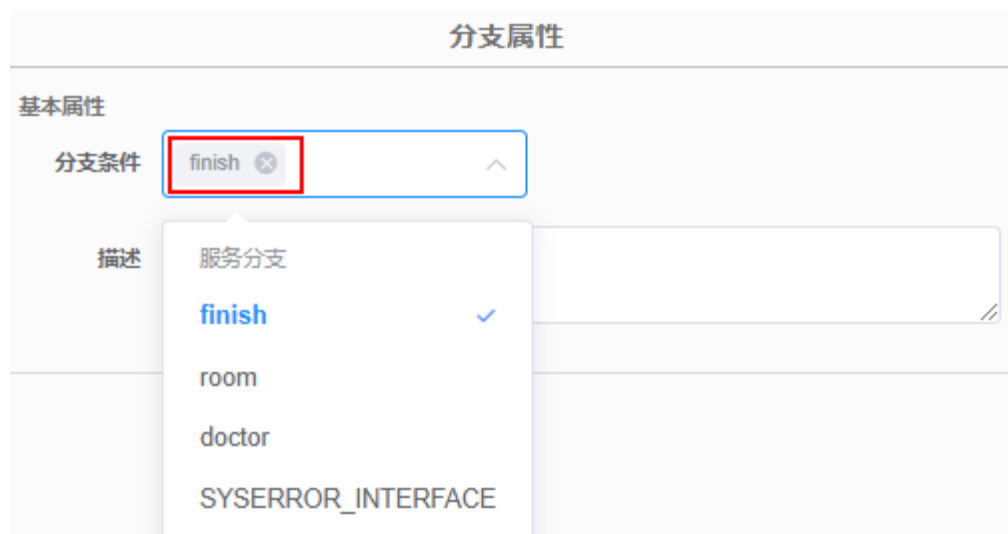 分支属性
基本属性
分支条件 finish
描述
服务分支
finish
room
doctor
SYSERROR_INTERFACE